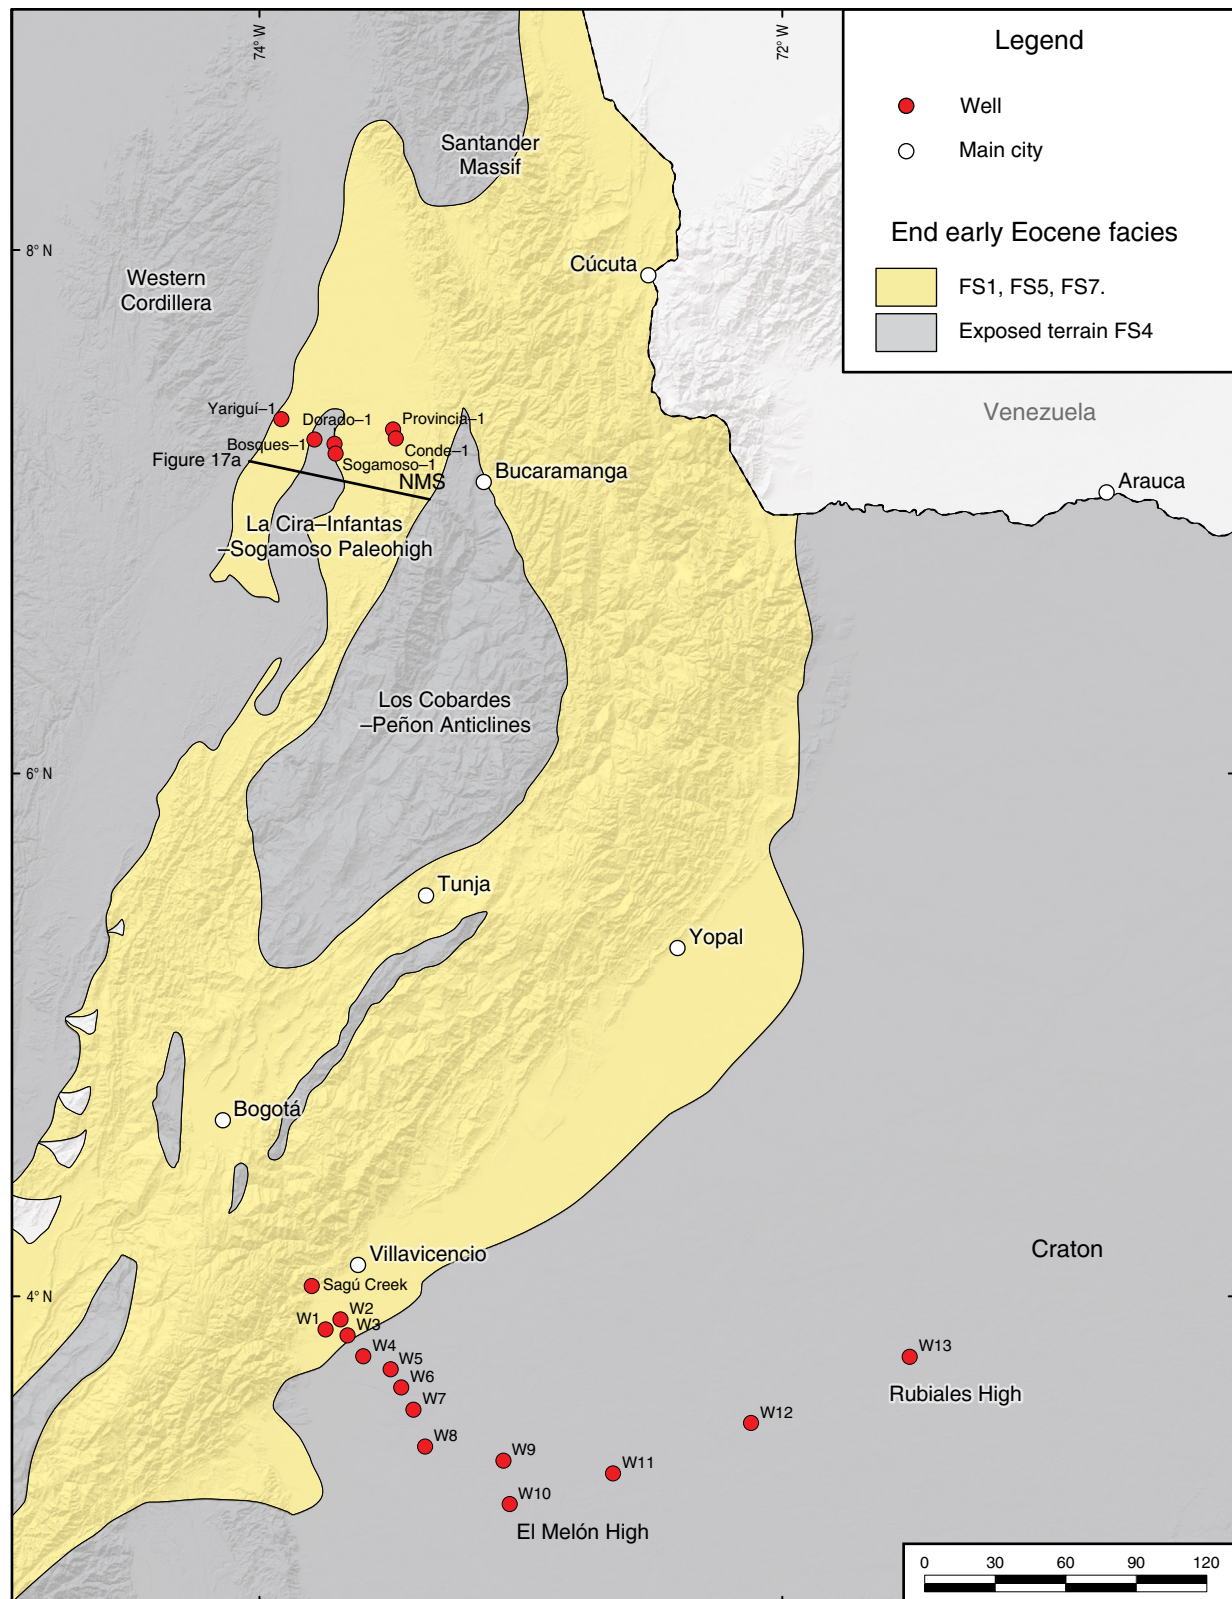 74° W
72° W
Legend
Well
Main city
End early Eocene facies
FS1, FS5, FS7.
Exposed terrain FS4
Santander
Massif
8° N
Western
Cordillera
Cúcuta
Venezuela
Yariguí–1
Dorado–1
Provincia–1
Bosques–1
Conde–1
Figure 17a
Sogamoso–1
NMS
Bucaramanga
Arauca
La Cira–Infantas
–Sogamoso Paleohigh
Los Cobardes
–Peñon Anticlines
6° N
Tunja
Yopal
Bogotá
Villavicencio
Craton
Sagú Creek
4° N
W1
W2
W3
W4
W5
W6
W7
W8
W9
W10
W11
W12
W13
Rubiales High
El Melón High
0 30 60 90 120